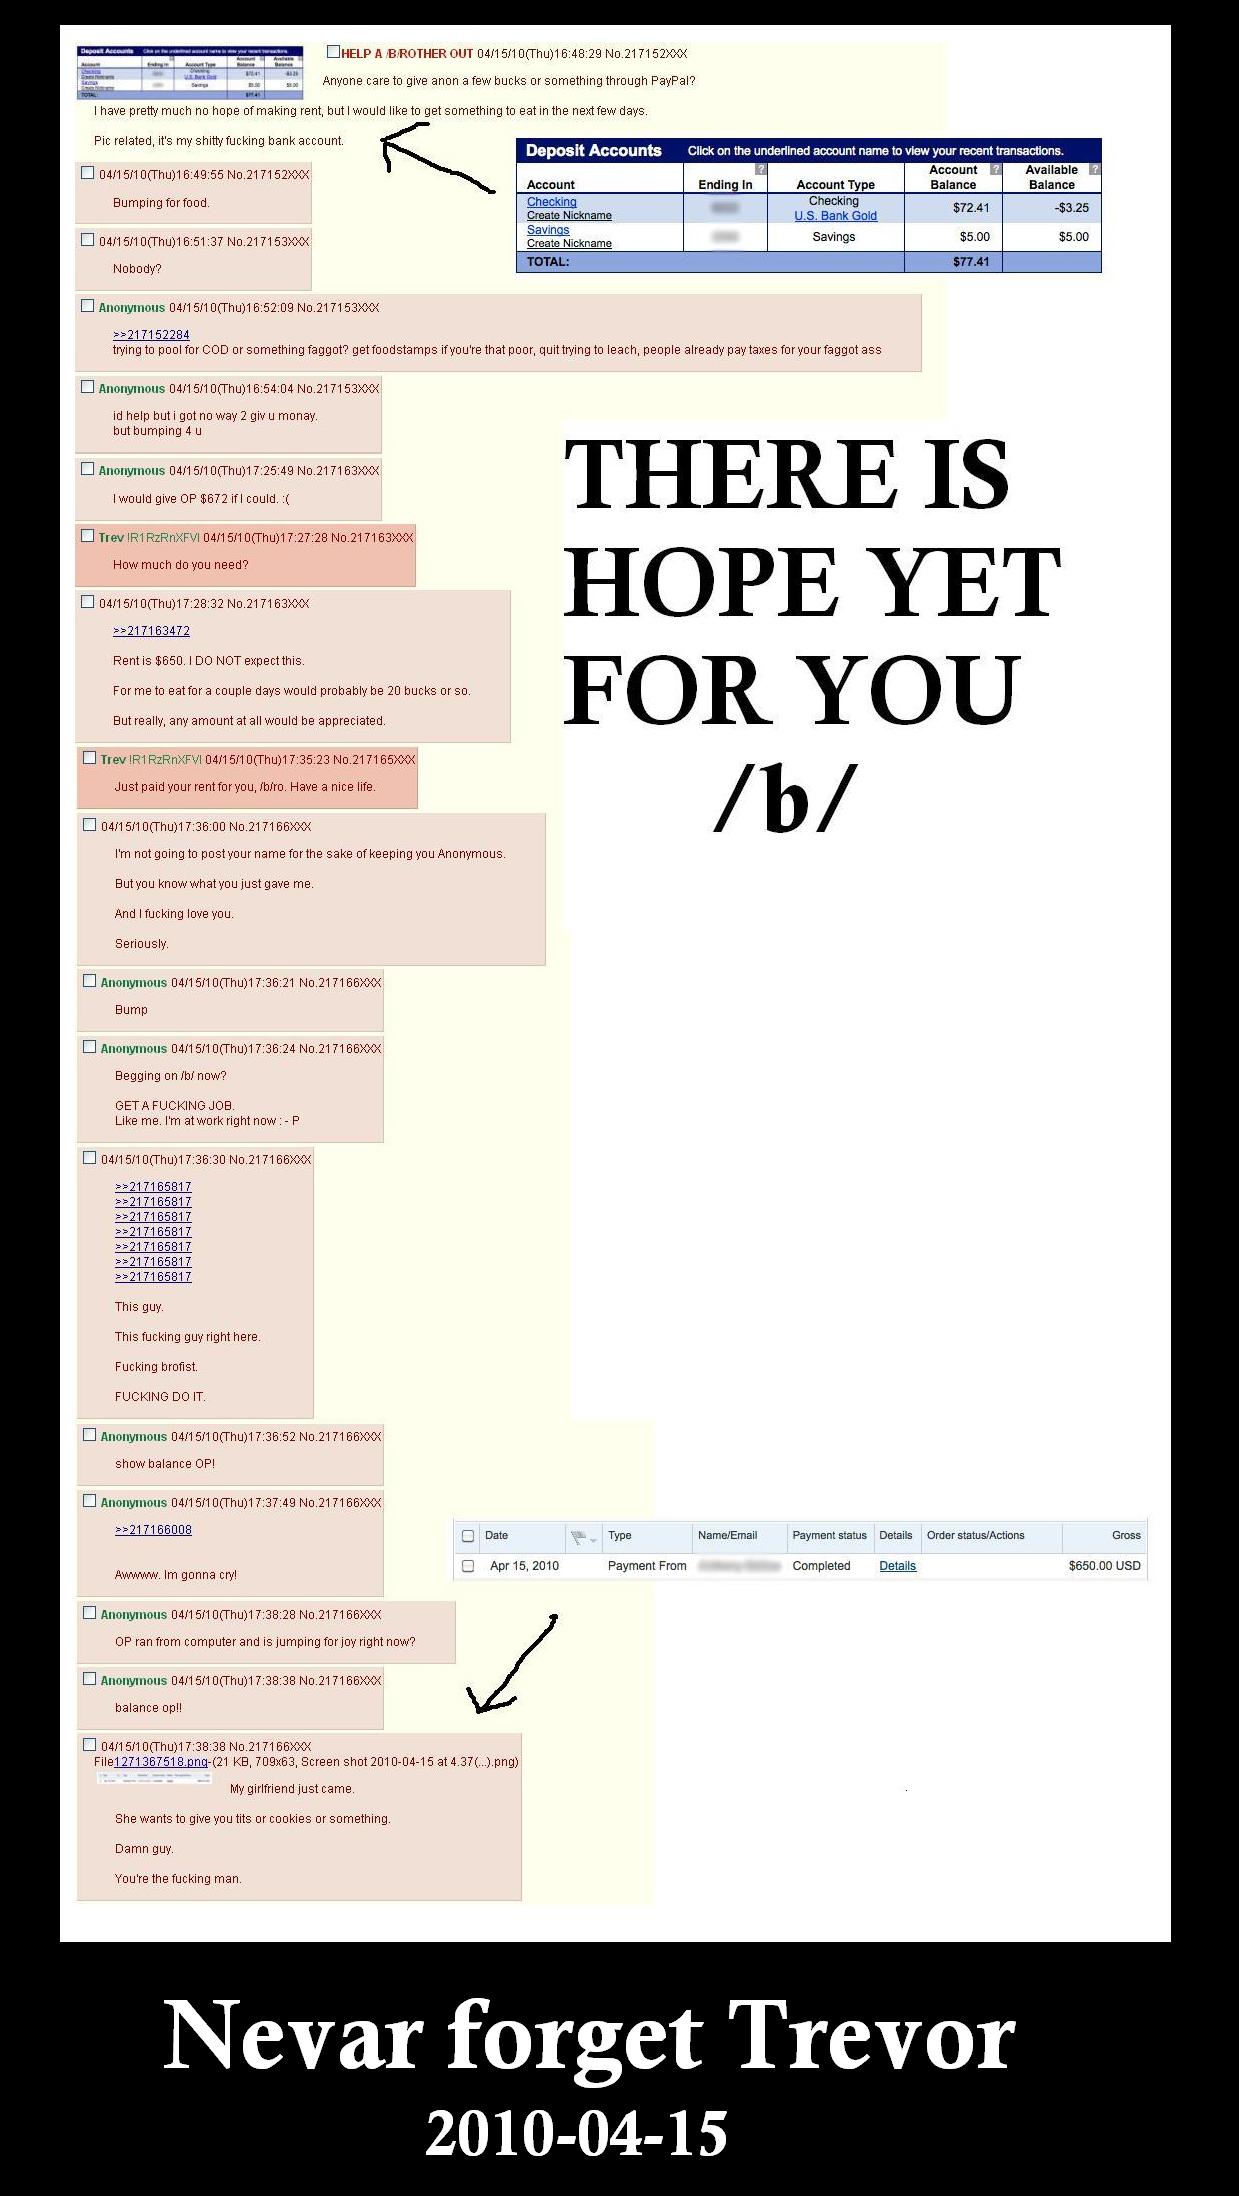 HELP A /B/ROTHER OUT 04/15/10(Thu)16:48:29 No.217152XXX
Anyone care to give anon a few bucks or something through PayPal?
I have pretty much no hope of making rent, but I would like to get something to eat in the next few days.
Pic related, it's my shitty fucking bank account.
Deposit Accounts Click on the underlined account name to view your recent transactions.
Account Ending In Account Type Account Balance ? Available Balance ?
Checking Checking $72.41 -$3.25
Create Nickname U.S. Bank Gold
Savings Savings $5.00 $5.00
Create Nickname
TOTAL: $77.41
04/15/10(Thu)16:49:55 No.217152XXX
Bumping for food.
04/15/10(Thu)16:51:37 No.217153XXX
Nobody?
Anonymous 04/15/10(Thu)16:52:09 No.217153XXX
>>217152284
trying to pool for COD or something faggot? get foodstamps if you're that poor, quit trying to leach, people already pay taxes for your faggot ass
Anonymous 04/15/10(Thu)16:54:04 No.217153XXX
id help but i got no way 2 giv u monay.
but bumping 4 u
Anonymous 04/15/10(Thu)17:25:49 No.217163XXX
I would give OP $672 if I could. :(
Trev !R1RzRnXFVI 04/15/10(Thu)17:27:28 No.217163XXX
How much do you need?
04/15/10(Thu)17:28:32 No.217163XXX
>>217163472
Rent is $650. I DO NOT expect this.
For me to eat for a couple days would probably be 20 bucks or so.
But really, any amount at all would be appreciated.
THERE IS
HOPE YET
FOR YOU
/b/
Trev !R1RzRnXFVI 04/15/10(Thu)17:35:23 No.217165XXX
Just paid your rent for you, /b/ro. Have a nice life.
04/15/10(Thu)17:36:00 No.217166XXX
I'm not going to post your name for the sake of keeping you Anonymous.
But you know what you just gave me.
And I fucking love you.
Seriously.
Anonymous 04/15/10(Thu)17:36:21 No.217166XXX
Bump
Anonymous 04/15/10(Thu)17:36:24 No.217166XXX
Begging on /b/ now?
GET A FUCKING JOB.
Like me. I'm at work right now : - P
04/15/10(Thu)17:36:30 No.217166XXX
>>217165817
>>217165817
>>217165817
>>217165817
>>217165817
>>217165817
>>217165817
This guy.
This fucking guy right here.
Fucking brofist.
FUCKING DO IT.
Anonymous 04/15/10(Thu)17:36:52 No.217166XXX
show balance OP!
Anonymous 04/15/10(Thu)17:37:49 No.217166XXX
>>217166008
Awwww. Im gonna cry!
Date Type Name/Email Payment status Details Order status/Actions Gross
Apr 15, 2010 Payment From Completed Details $650.00 USD
Anonymous 04/15/10(Thu)17:38:28 No.217166XXX
OP ran from computer and is jumping for joy right now?
Anonymous 04/15/10(Thu)17:38:38 No.217166XXX
balance op!!
04/15/10(Thu)17:38:38 No.217166XXX
File1271367518.png-(21 KB, 709x63, Screen shot 2010-04-15 at 4.37(...).png)
My girlfriend just came.
She wants to give you tits or cookies or something.
Damn guy.
You're the fucking man.
Nevar forget Trevor
2010-04-15